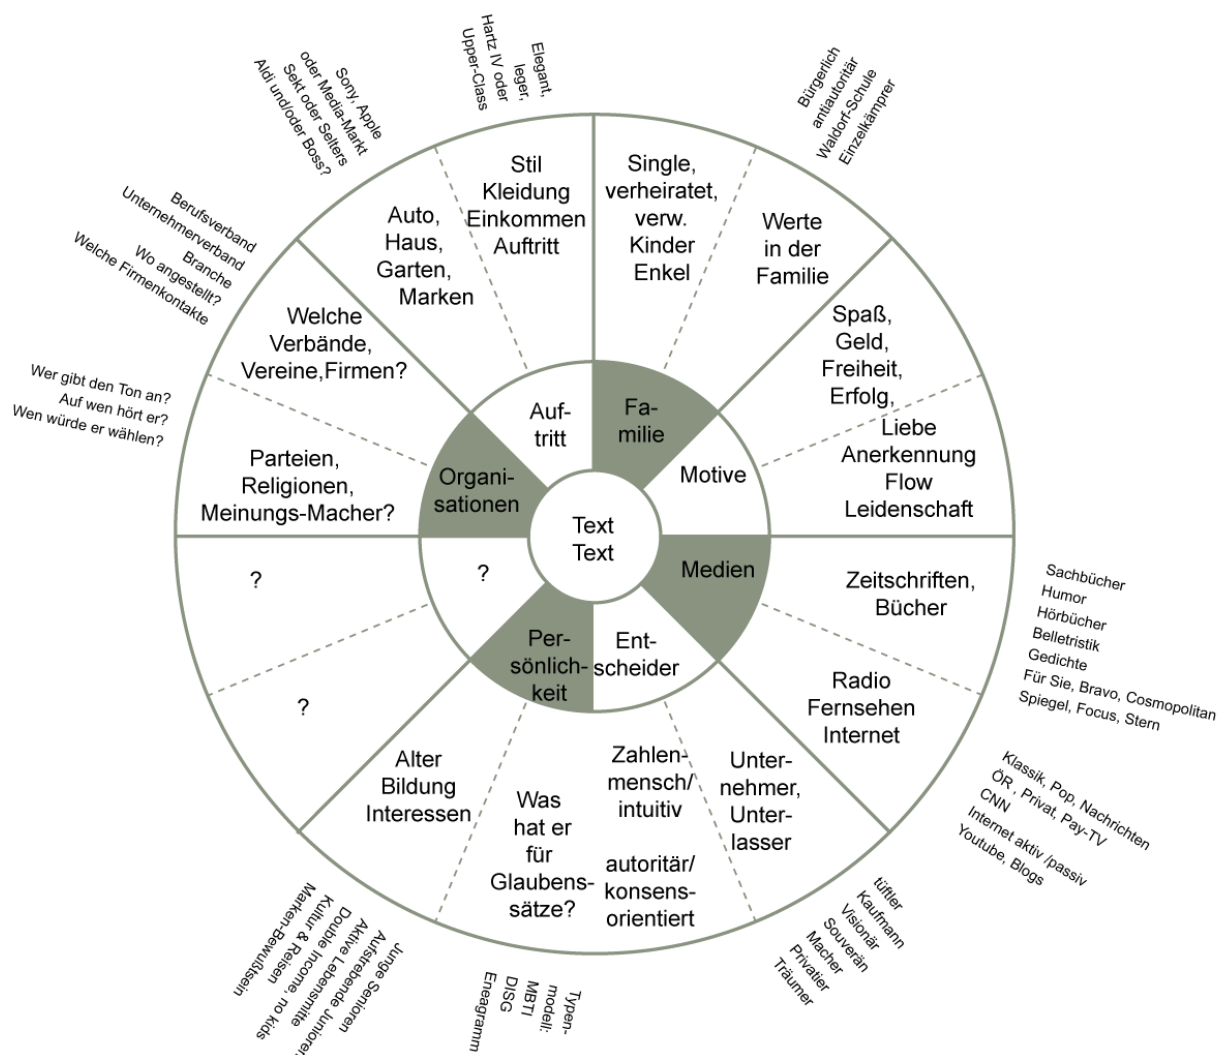 Text
Text
Auf-
tritt
Stil
Kleidung
Einkommen
Auftritt
Elegant,
leger,
Hartz IV oder
Upper-Class
Auto,
Haus,
Garten,
Marken
Sony, Apple
oder Media-Markt
Sekt oder Selters
Aldi und/oder Boss?
Fa-
milie
Single,
verheiratet,
verw.
Kinder
Enkel
Werte
in der
Familie
Bürgerlich
antiautoritär
Waldorf-Schule
Einzelkämprer
Motive
Spaß,
Geld,
Freiheit,
Erfolg,
Liebe
Anerkennung
Flow
Leidenschaft
Medien
Zeitschriften,
Bücher
Sachbücher
Humor
Hörbücher
Belletristik
Gedichte
Für Sie, Bravo, Cosmopolitan
Spiegel, Focus, Stern
Radio
Fernsehen
Internet
Klassik, Pop, Nachrichten
ÖR , Privat, Pay-TV
CNN
Internet aktiv /passiv
Youtube, Blogs
Ent-
scheider
Unter-
nehmer,
Unter-
lasser
tüftler
Kaufmann
Visionär
Souverän
Macher
Privatier
Träumer
Zahlen-
mensch/
intuitiv
autoritär/
konsens-
orientiert
Per-
sönlich-
keit
Was
hat er
für
Glaubens-
sätze?
Typen-
modell:
MBTI
DISG
Eneagramm
Alter
Bildung
Interessen
Junge Senioren
Aufstrebende Junioren
Aktive Lebensmitte
Double Income, no kids
Kultur & Reisen
Marken-Bewußtsein
?
?
?
Organi-
sationen
Parteien,
Religionen,
Meinungs-Macher?
Wer gibt den Ton an?
Auf wen hört er?
Wen würde er wählen?
Welche
Verbände,
Vereine,Firmen?
Berufsverband
Unternehmerverband
Branche
Wo angestellt?
Welche Firmenkontakte